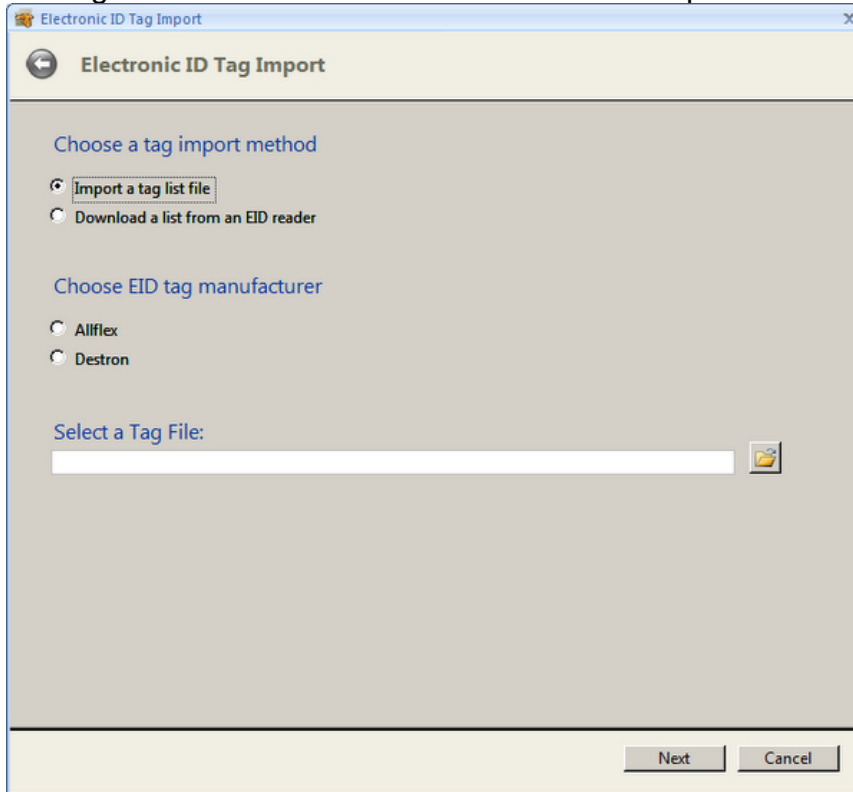 Electronic ID Tag Import
Electronic ID Tag Import
Choose a tag import method
Import a tag list file
Download a list from an EID reader
Choose EID tag manufacturer
Allflex
Destron
Select a Tag File:
Next Cancel